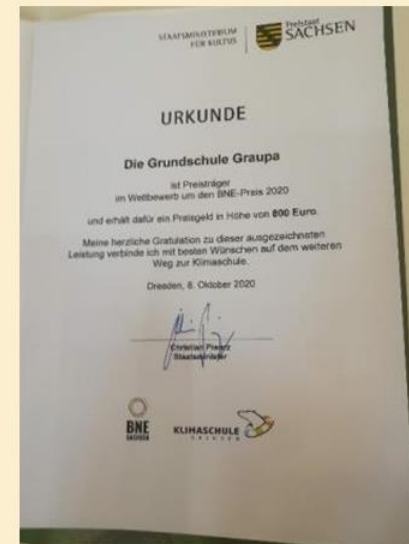 STAATSMINISTERIUM
FÜR KULTUS
Freistaat
SACHSEN
URKUNDE
Die Grundschule Graupa
ist Preisträger
im Wettbewerb um den BNE-Preis 2020
und erhält dafür ein Preisgeld in Höhe von 800 Euro.
Meine herzliche Gratulation zu dieser ausgezeichneten
Leistung verbinde ich mit besten Wünschen auf dem weiteren
Weg zur Klimaschule.
Dresden, 8. Oktober 2020
Christian Piwarz
Staatsminister
BNE
SACHSEN
KLIMASCHULE
SACHSEN